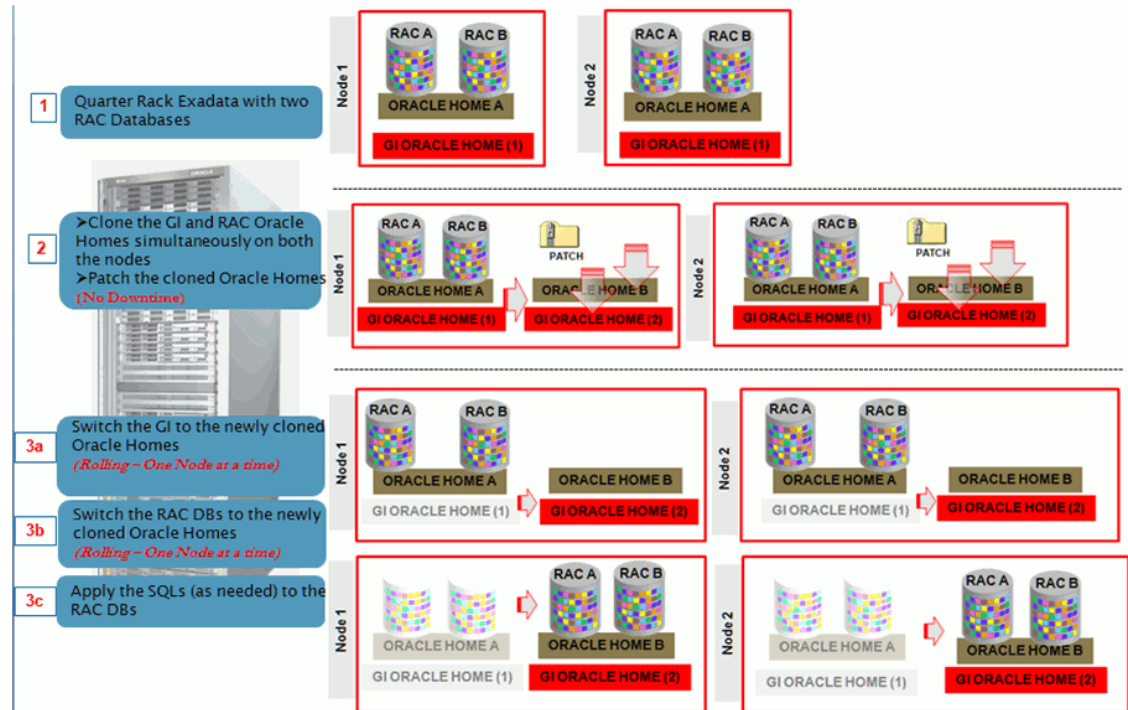 RAC A
RAC B
RAC A
RAC B
Node 1
Node 2
1
Quarter Rack Exadata with two
RAC Databases
ORACLE HOME A
ORACLE HOME A
GI ORACLE HOME (1)
GI ORACLE HOME (1)
ORACLE
2
➢Clone the GI and RAC Oracle
Homes simultaneously on both
the nodes
➢Patch the cloned Oracle Homes
(No Downtime)
Node 1
RAC A
RAC B
PATCH
ORACLE HOME A
ORACLE HOME B
GI ORACLE HOME (1)
GI ORACLE HOME (2)
Node 2
RAC A
RAC B
PATCH
ORACLE HOME A
ORACLE HOME B
GI ORACLE HOME (1)
GI ORACLE HOME (2)
3a
Switch the GI to the newly cloned
Oracle Homes
(Rolling – One Node at a time)
Node 1
RAC A
RAC B
ORACLE HOME A
ORACLE HOME B
GI ORACLE HOME (1)
GI ORACLE HOME (2)
Node 2
RAC A
RAC B
ORACLE HOME A
ORACLE HOME B
GI ORACLE HOME (1)
GI ORACLE HOME (2)
3b
Switch the RAC DBs to the newly
cloned Oracle Homes
(Rolling – One Node at a time)
3c
Apply the SQLs (as needed) to the
RAC DBs
Node 1
RAC A
RAC B
ORACLE HOME A
ORACLE HOME B
GI ORACLE HOME (1)
GI ORACLE HOME (2)
Node 2
RAC A
RAC B
ORACLE HOME A
ORACLE HOME B
GI ORACLE HOME (1)
GI ORACLE HOME (2)